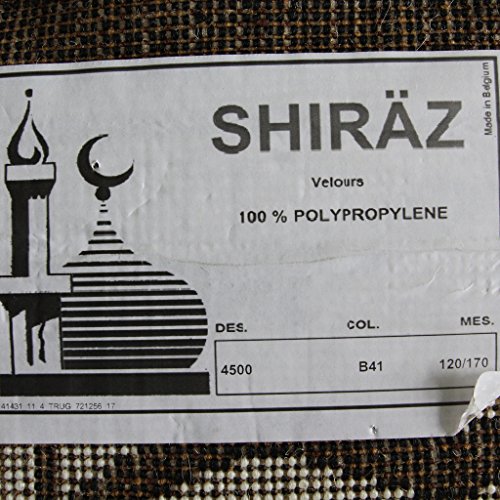 SHIRÄZ
Made in Belgium
Velours
100 % POLYPROPYLENE
DES. COL. MES.
4500 B41 120/170
41431 11 4 TRUG 721256 17